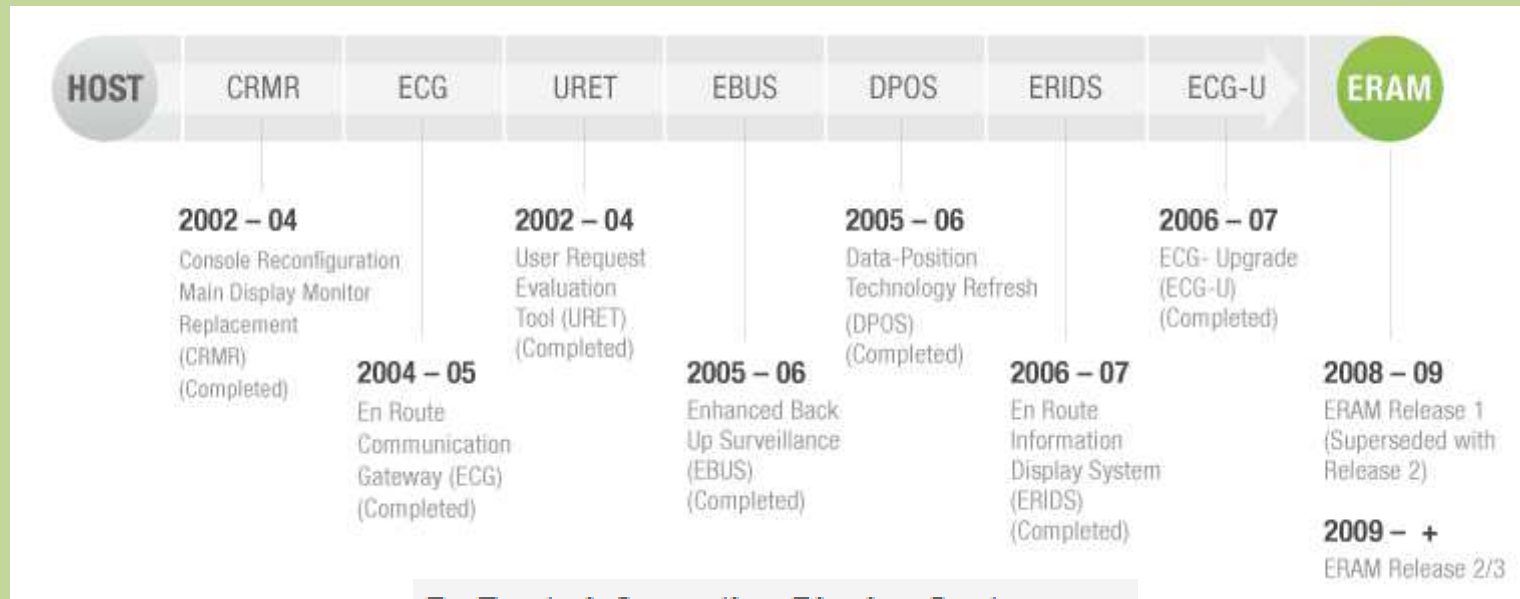 HOST
CRMR
ECG
URET
EBUS
DPOS
ERIDS
ECG-U
ERAM
2002 – 04
Console Reconfiguration
Main Display Monitor
Replacement
(CRMR)
(Completed)
2004 – 05
En Route
Communication
Gateway (ECG)
(Completed)
2002 – 04
User Request
Evaluation
Tool (URET)
(Completed)
2005 – 06
Enhanced Back
Up Surveillance
(EBUS)
(Completed)
2005 – 06
Data-Position
Technology Refresh
(DPOS)
(Completed)
2006 – 07
En Route
Information
Display System
(ERIDS)
(Completed)
2006 – 07
ECG- Upgrade
(ECG-U)
(Completed)
2008 – 09
ERAM Release 1
(Superseded with
Release 2)
2009 – +
ERAM Release 2/3